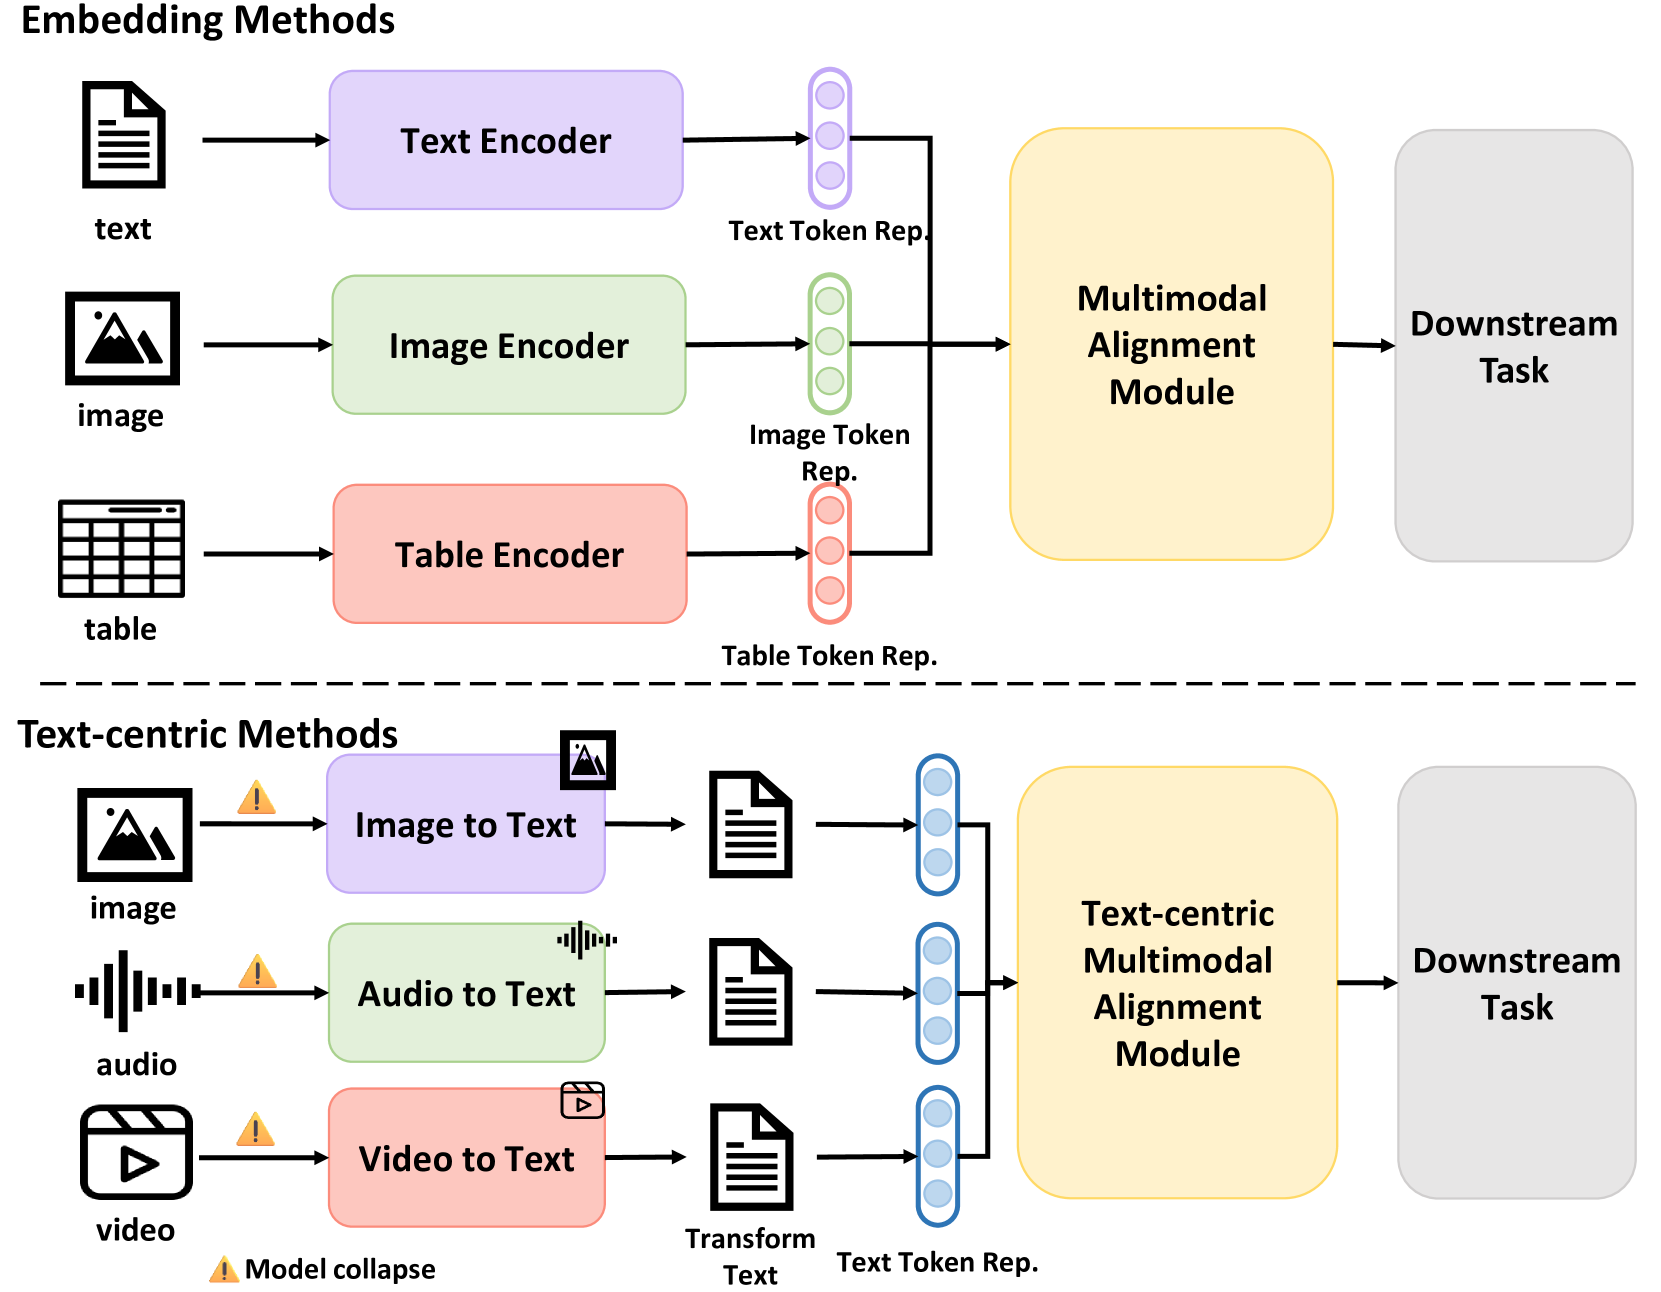 Embedding Methods
text
Text Encoder
Text Token Rep.
image
Image Encoder
Image Token
Rep.
table
Table Encoder
Table Token Rep.
Multimodal
Alignment
Module
Downstream
Task
Text-centric Methods
image
Image to Text
audio
Audio to Text
video
Video to Text
Transform
Text
Text Token Rep.
Model collapse
Text-centric
Multimodal
Alignment
Module
Downstream
Task